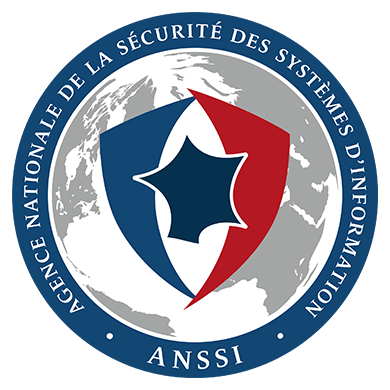 AGENCE NATIONALE DE LA SÉCURITÉ DES SYSTÈMES D'INFORMATION
• ANSSI •